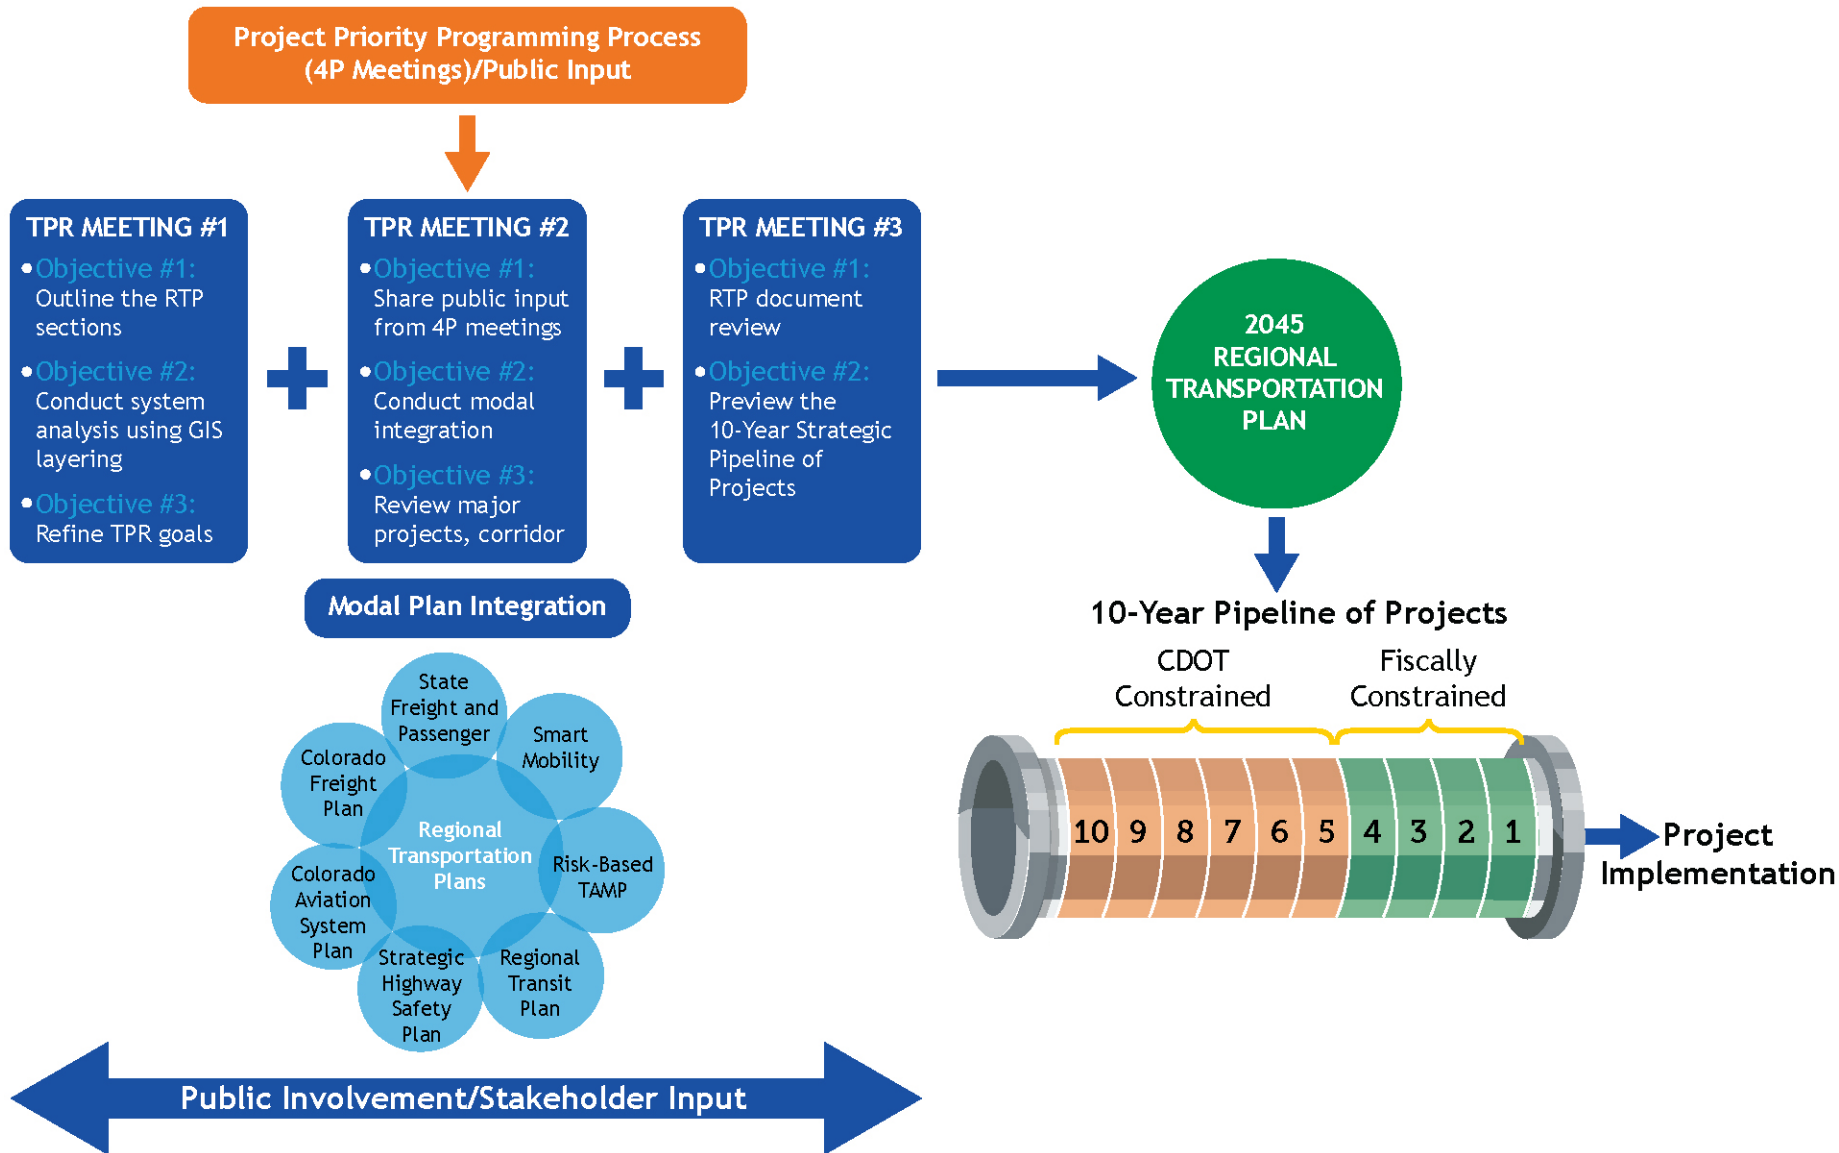 Project Priority Programming Process
(4P Meetings)/Public Input
TPR MEETING #1
•Objective #1:
Outline the RTP
sections
•Objective #2:
Conduct system
analysis using GIS
layering
•Objective #3:
Refine TPR goals
TPR MEETING #2
•Objective #1:
Share public input
from 4P meetings
•Objective #2:
Conduct modal
integration
•Objective #3:
Review major
projects, corridor
TPR MEETING #3
•Objective #1:
RTP document
review
•Objective #2:
Preview the
10-Year Strategic
Pipeline of
Projects
2045
REGIONAL
TRANSPORTATION
PLAN
Modal Plan Integration
State
Freight and
Passenger
Smart
Mobility
Colorado
Freight
Plan
Regional
Transportation
Plans
Risk-Based
TAMP
Colorado
Aviation
System
Plan
Strategic
Highway
Safety
Plan
Regional
Transit
Plan
10-Year Pipeline of Projects
CDOT
Constrained
Fiscally
Constrained
10 9 8 7 6 5 4 3 2 1
Project
Implementation
Public Involvement/Stakeholder Input